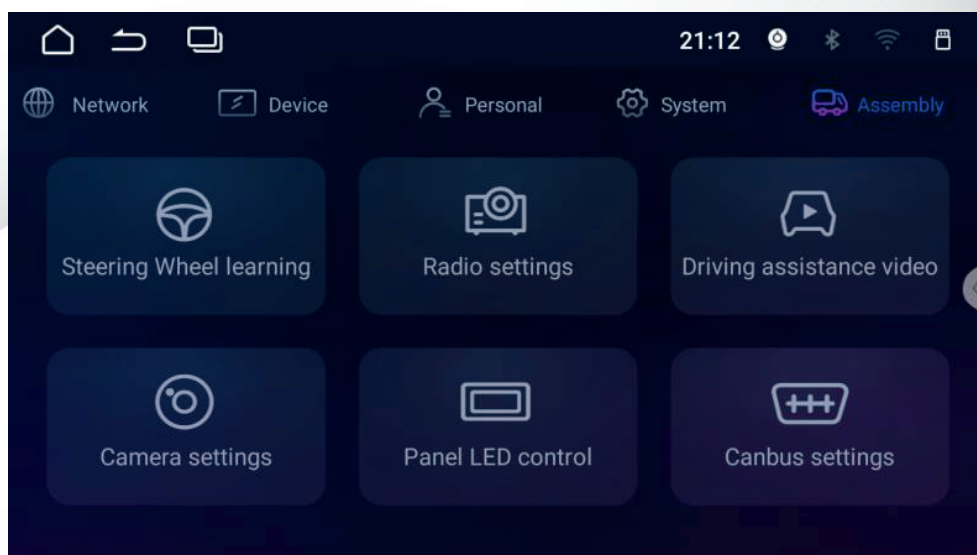 21:12
Network Device Personal System Assembly
Steering Wheel learning Radio settings Driving assistance video
Camera settings Panel LED control Canbus settings